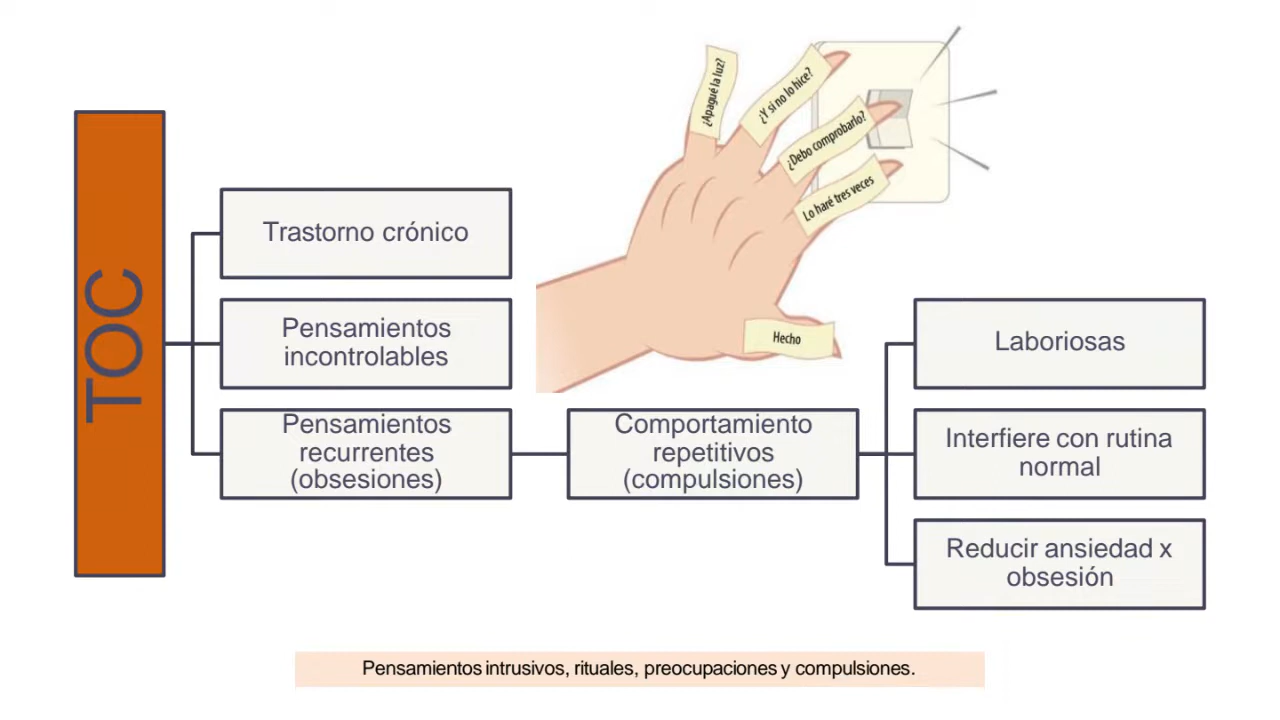 TOC
Trastorno crónico
Pensamientos
incontrolables
Pensamientos
recurrentes
(obsesiones)
¿Apagué la luz?
¿Y si no lo hice?
¿Debo comprobarlo?
Lo haré tres veces
Hecho
Comportamiento
repetitivos
(compulsiones)
Laboriosas
Interfiere con rutina
normal
Reducir ansiedad x
obsesión
Pensamientos intrusivos, rituales, preocupaciones y compulsiones.